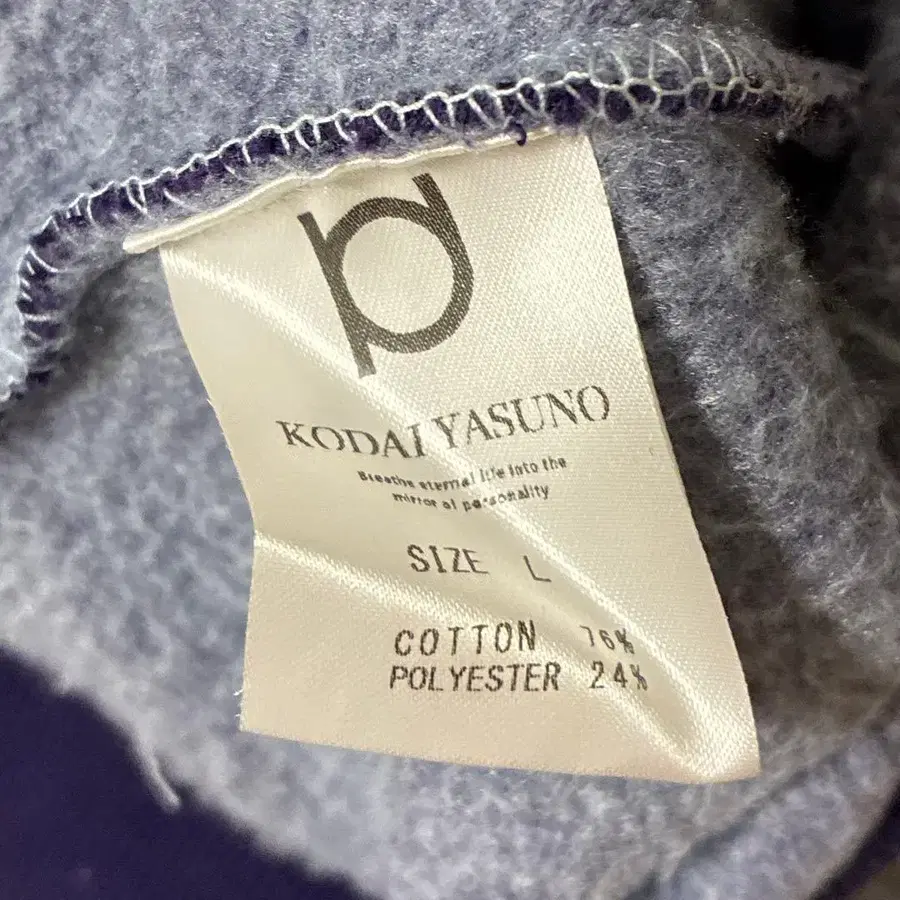 KODAI YASUNO
Breathe eternal life into the
mirror of personality
SIZE L
COTTON 76%
POLYESTER 24%